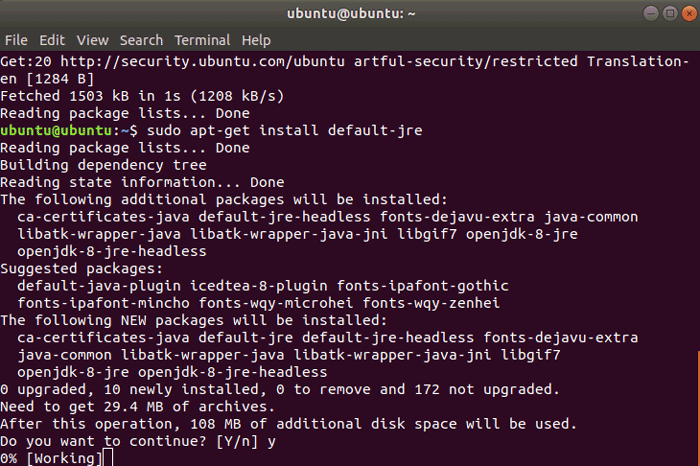 ubuntu@ubuntu: ~
File Edit View Search Terminal Help
Get:20 http://security.ubuntu.com/ubuntu artful-security/restricted Translation-
en [1284 B]
Fetched 1503 kB in 1s (1208 kB/s)
Reading package lists... Done
ubuntu@ubuntu:~$ sudo apt-get install default-jre
Reading package lists... Done
Building dependency tree
Reading state information... Done
The following additional packages will be installed:
  ca-certificates-java default-jre-headless fonts-dejavu-extra java-common
  libatk-wrapper-java libatk-wrapper-java-jni libgif7 openjdk-8-jre
  openjdk-8-jre-headless
Suggested packages:
  default-java-plugin icedtea-8-plugin fonts-ipafont-gothic
  fonts-ipafont-mincho fonts-wqy-microhei fonts-wqy-zenhei
The following NEW packages will be installed:
  ca-certificates-java default-jre default-jre-headless fonts-dejavu-extra
  java-common libatk-wrapper-java libatk-wrapper-java-jni libgif7
  openjdk-8-jre openjdk-8-jre-headless
0 upgraded, 10 newly installed, 0 to remove and 172 not upgraded.
Need to get 29.4 MB of archives.
After this operation, 108 MB of additional disk space will be used.
Do you want to continue? [Y/n] y
0% [Working]